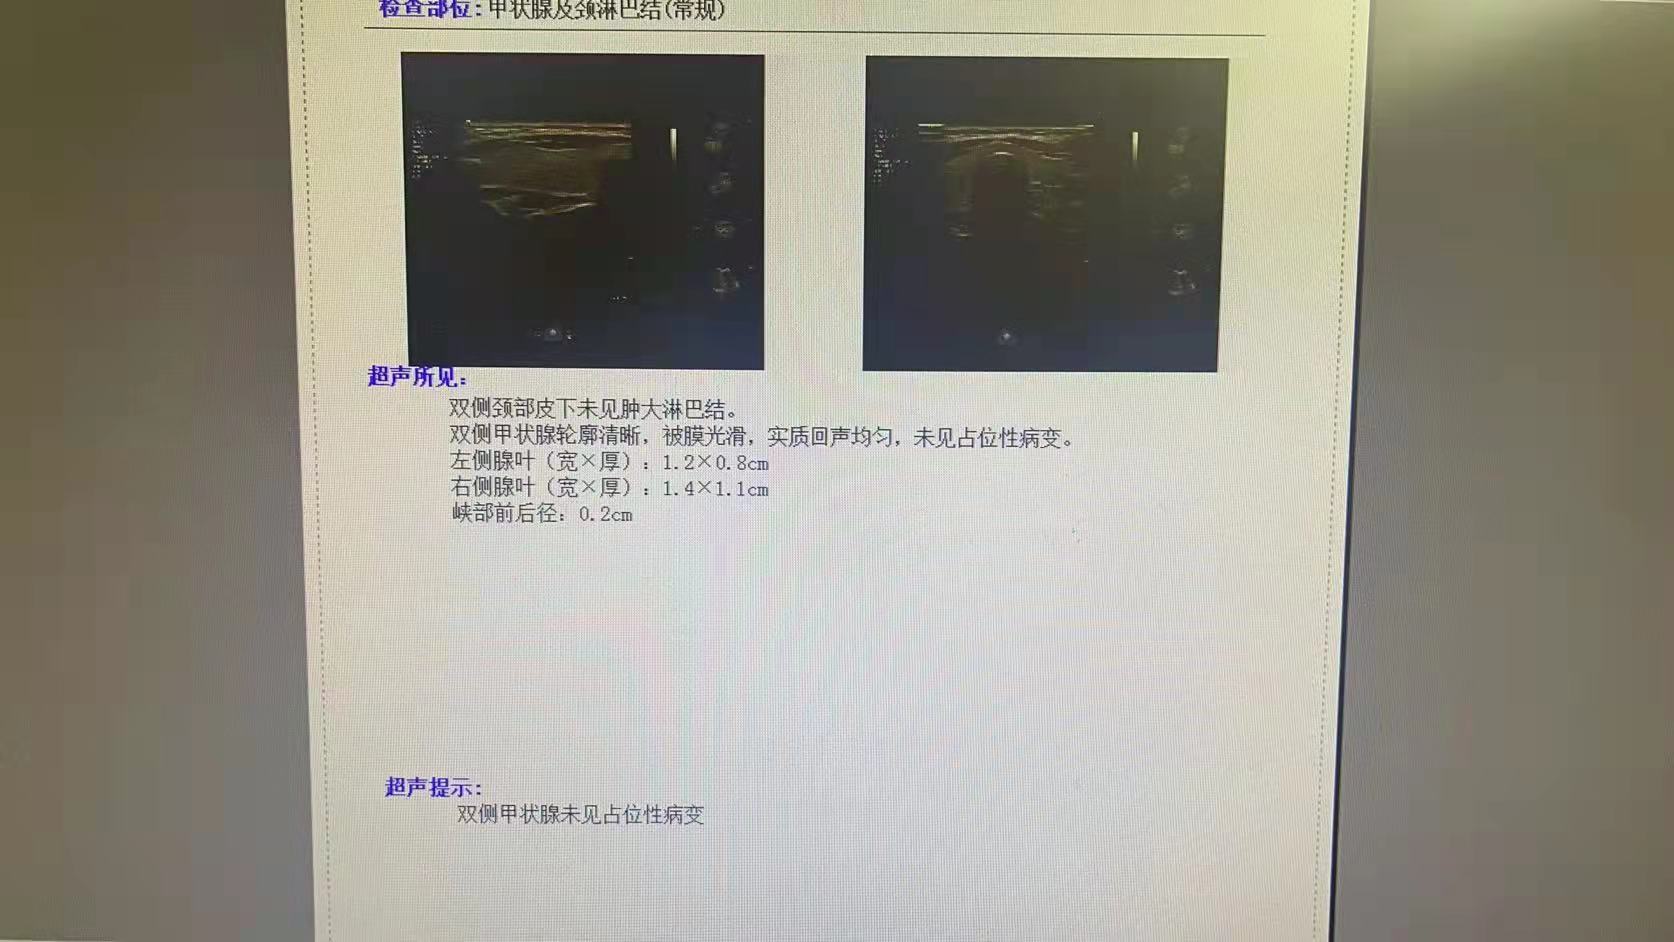 检查部位：甲状腺及颈淋巴结(常规)
超声所见：
双侧颈部皮下未见肿大淋巴结。
双侧甲状腺轮廓清晰，被膜光滑，实质回声均匀，未见占位性病变。
左侧腺叶（宽×厚）：1.2×0.8cm
右侧腺叶（宽×厚）：1.4×1.1cm
峡部前后径：0.2cm
超声提示：
双侧甲状腺未见占位性病变